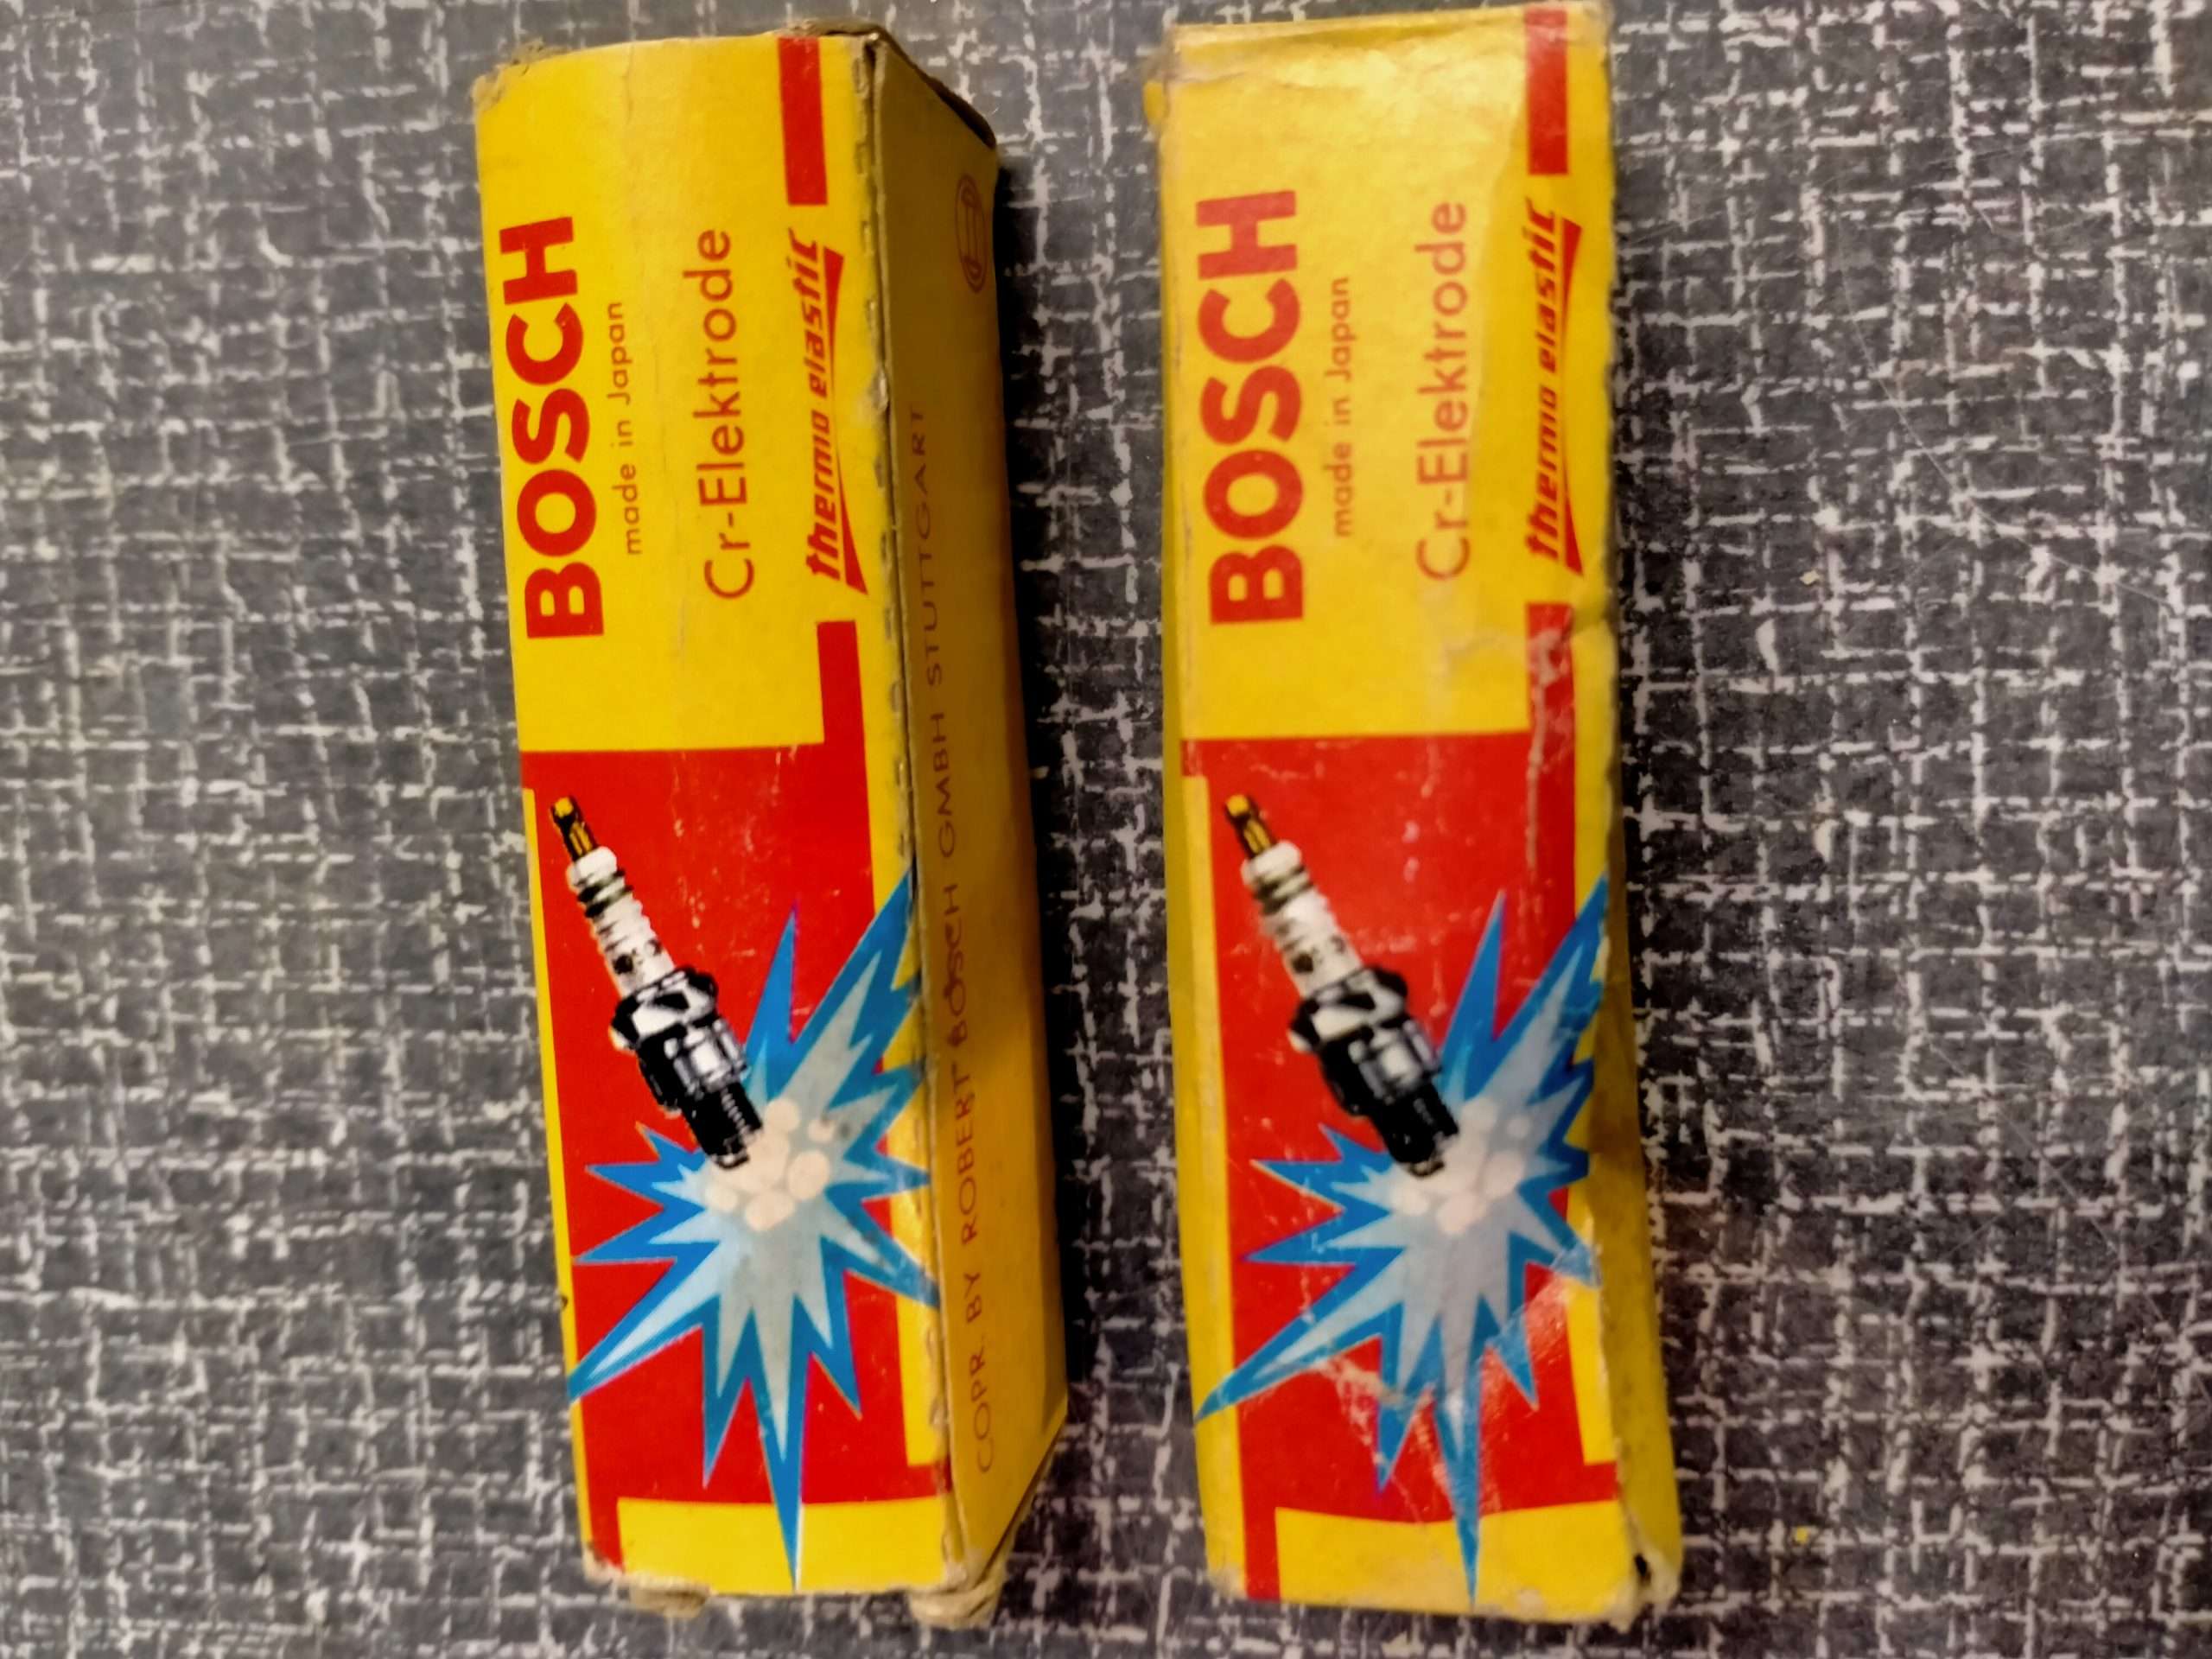 BOSCH
made in Japan
Cr-Elektrode
thermo elastic
COPR. BY ROBERT BOSCH GMBH STUTTGART
BOSCH
made in Japan
Cr-Elektrode
thermo elastic